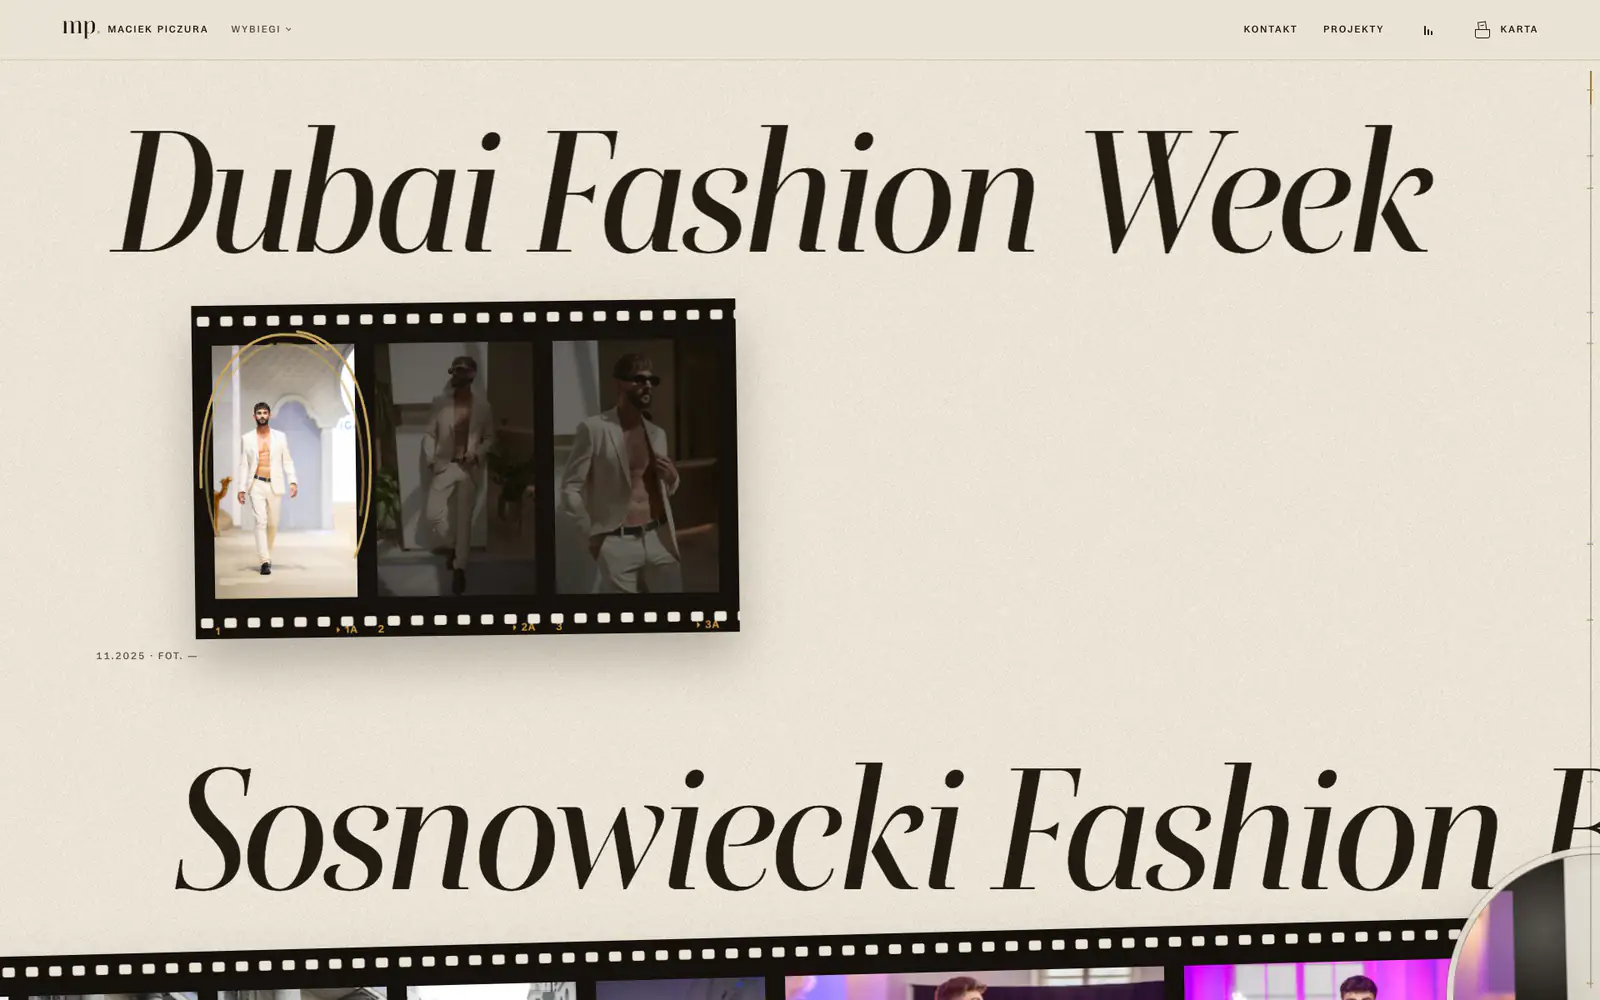 mp. MACIEK PICZURA WYBIEGI KONTAKT PROJEKTY KARTA
Dubai Fashion Week
1 1A 2 2A 3 3A
11.2025 · FOT. —
Sosnowiecki Fashion